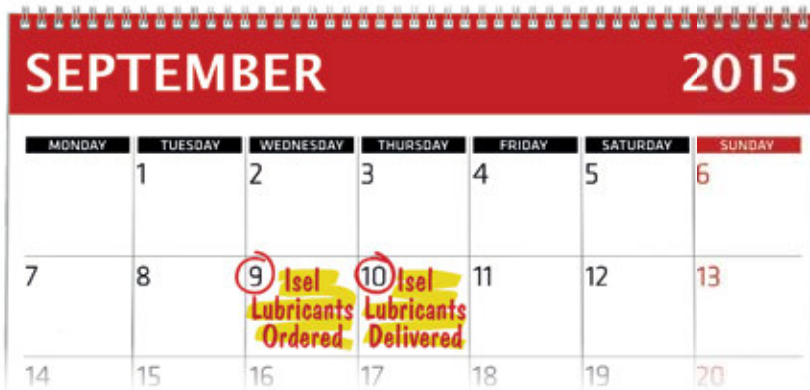 SEPTEMBER 2015
MONDAY TUESDAY WEDNESDAY THURSDAY FRIDAY SATURDAY SUNDAY
1 2 3 4 5 6
7 8 9 Isel Lubricants Ordered 10 Isel Lubricants Delivered 11 12 13
14 15 16 17 18 19 20